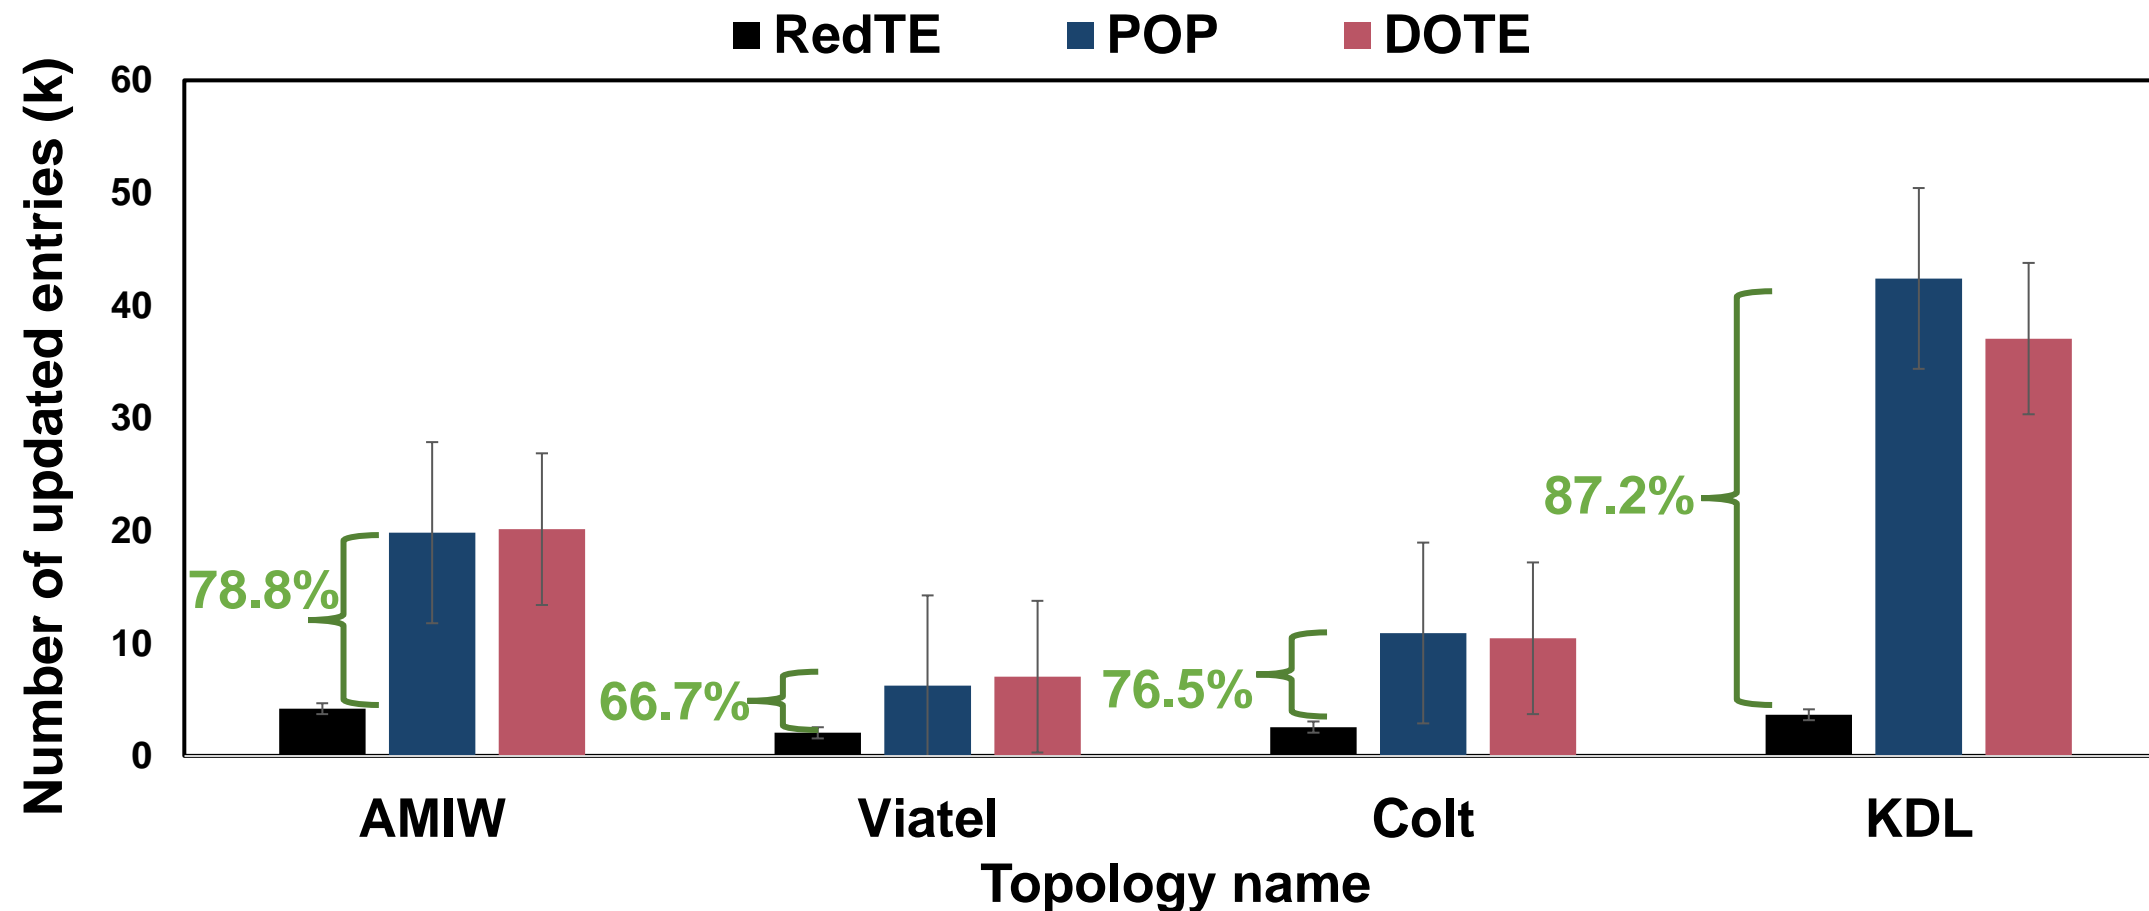 RedTE POP DOTE
Number of updated entries (k)
60
50
40
30
20
10
0
78.8%
66.7%
76.5%
87.2%
AMIW Viatel Colt KDL
Topology name